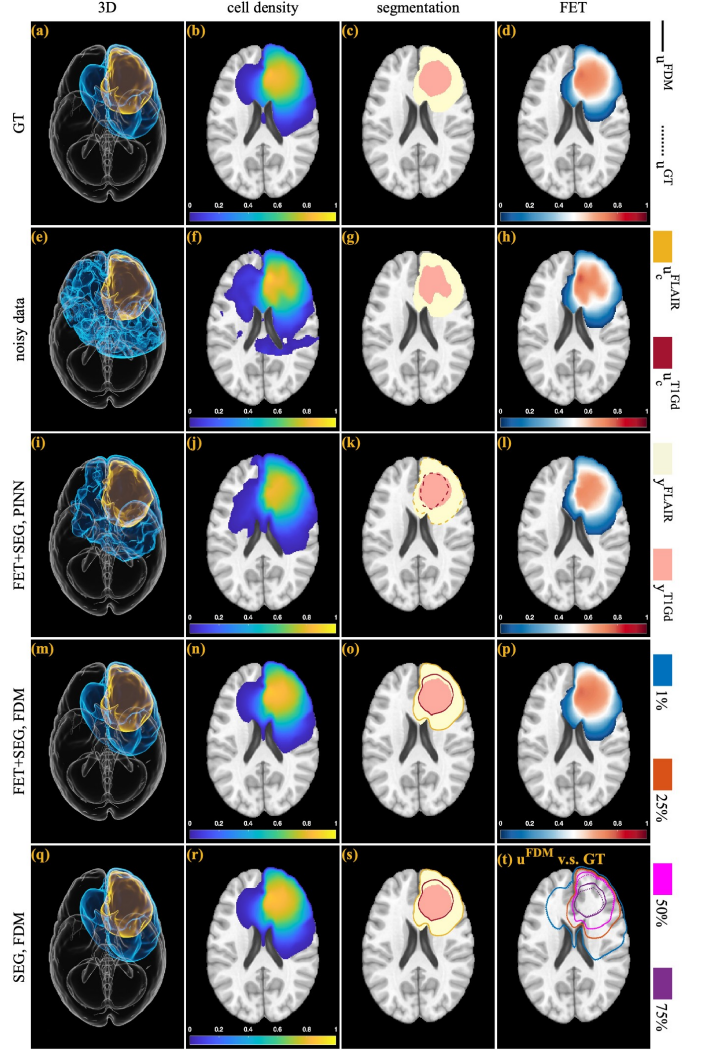 3D cell density segmentation FET
GT
(a) (b) (c) (d)
0 0.2 0.4 0.6 0.8 1
0 0.2 0.4 0.6 0.8 1
noisy data
(e) (f) (g) (h)
0 0.2 0.4 0.6 0.8 1
0 0.2 0.4 0.6 0.8 1
FET+SEG, PINN
(i) (j) (k) (l)
0 0.2 0.4 0.6 0.8 1
0 0.2 0.4 0.6 0.8 1
FET+SEG, FDM
(m) (n) (o) (p)
0 0.2 0.4 0.6 0.8 1
0 0.2 0.4 0.6 0.8 1
SEG, FDM
(q) (r) (s) (t) u^FDM v.s. GT
0 0.2 0.4 0.6 0.8 1
u^FDM
u^GT
u_c^FLAIR
u_c^T1Gd
y^FLAIR
y^T1Gd
1%
25%
50%
75%